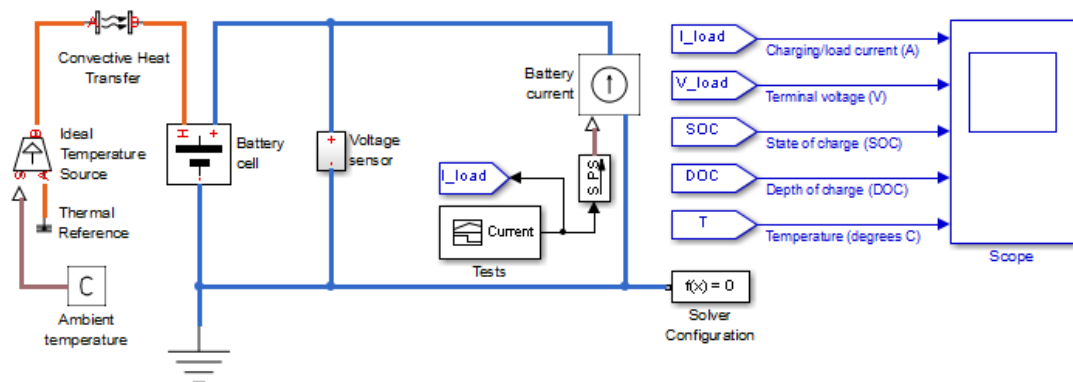 A B
Convective Heat
Transfer
B
Ideal
Temperature
Source
S A
Thermal
Reference
C
Ambient
temperature
H +
-
Battery
cell
+
-
Voltage
sensor
Battery
current
S PS
I_load
Current
Tests
f(x) = 0
Solver
Configuration
I_load
Charging/load current (A)
V_load
Terminal voltage (V)
SOC
State of charge (SOC)
DOC
Depth of charge (DOC)
T
Temperature (degrees C)
Scope